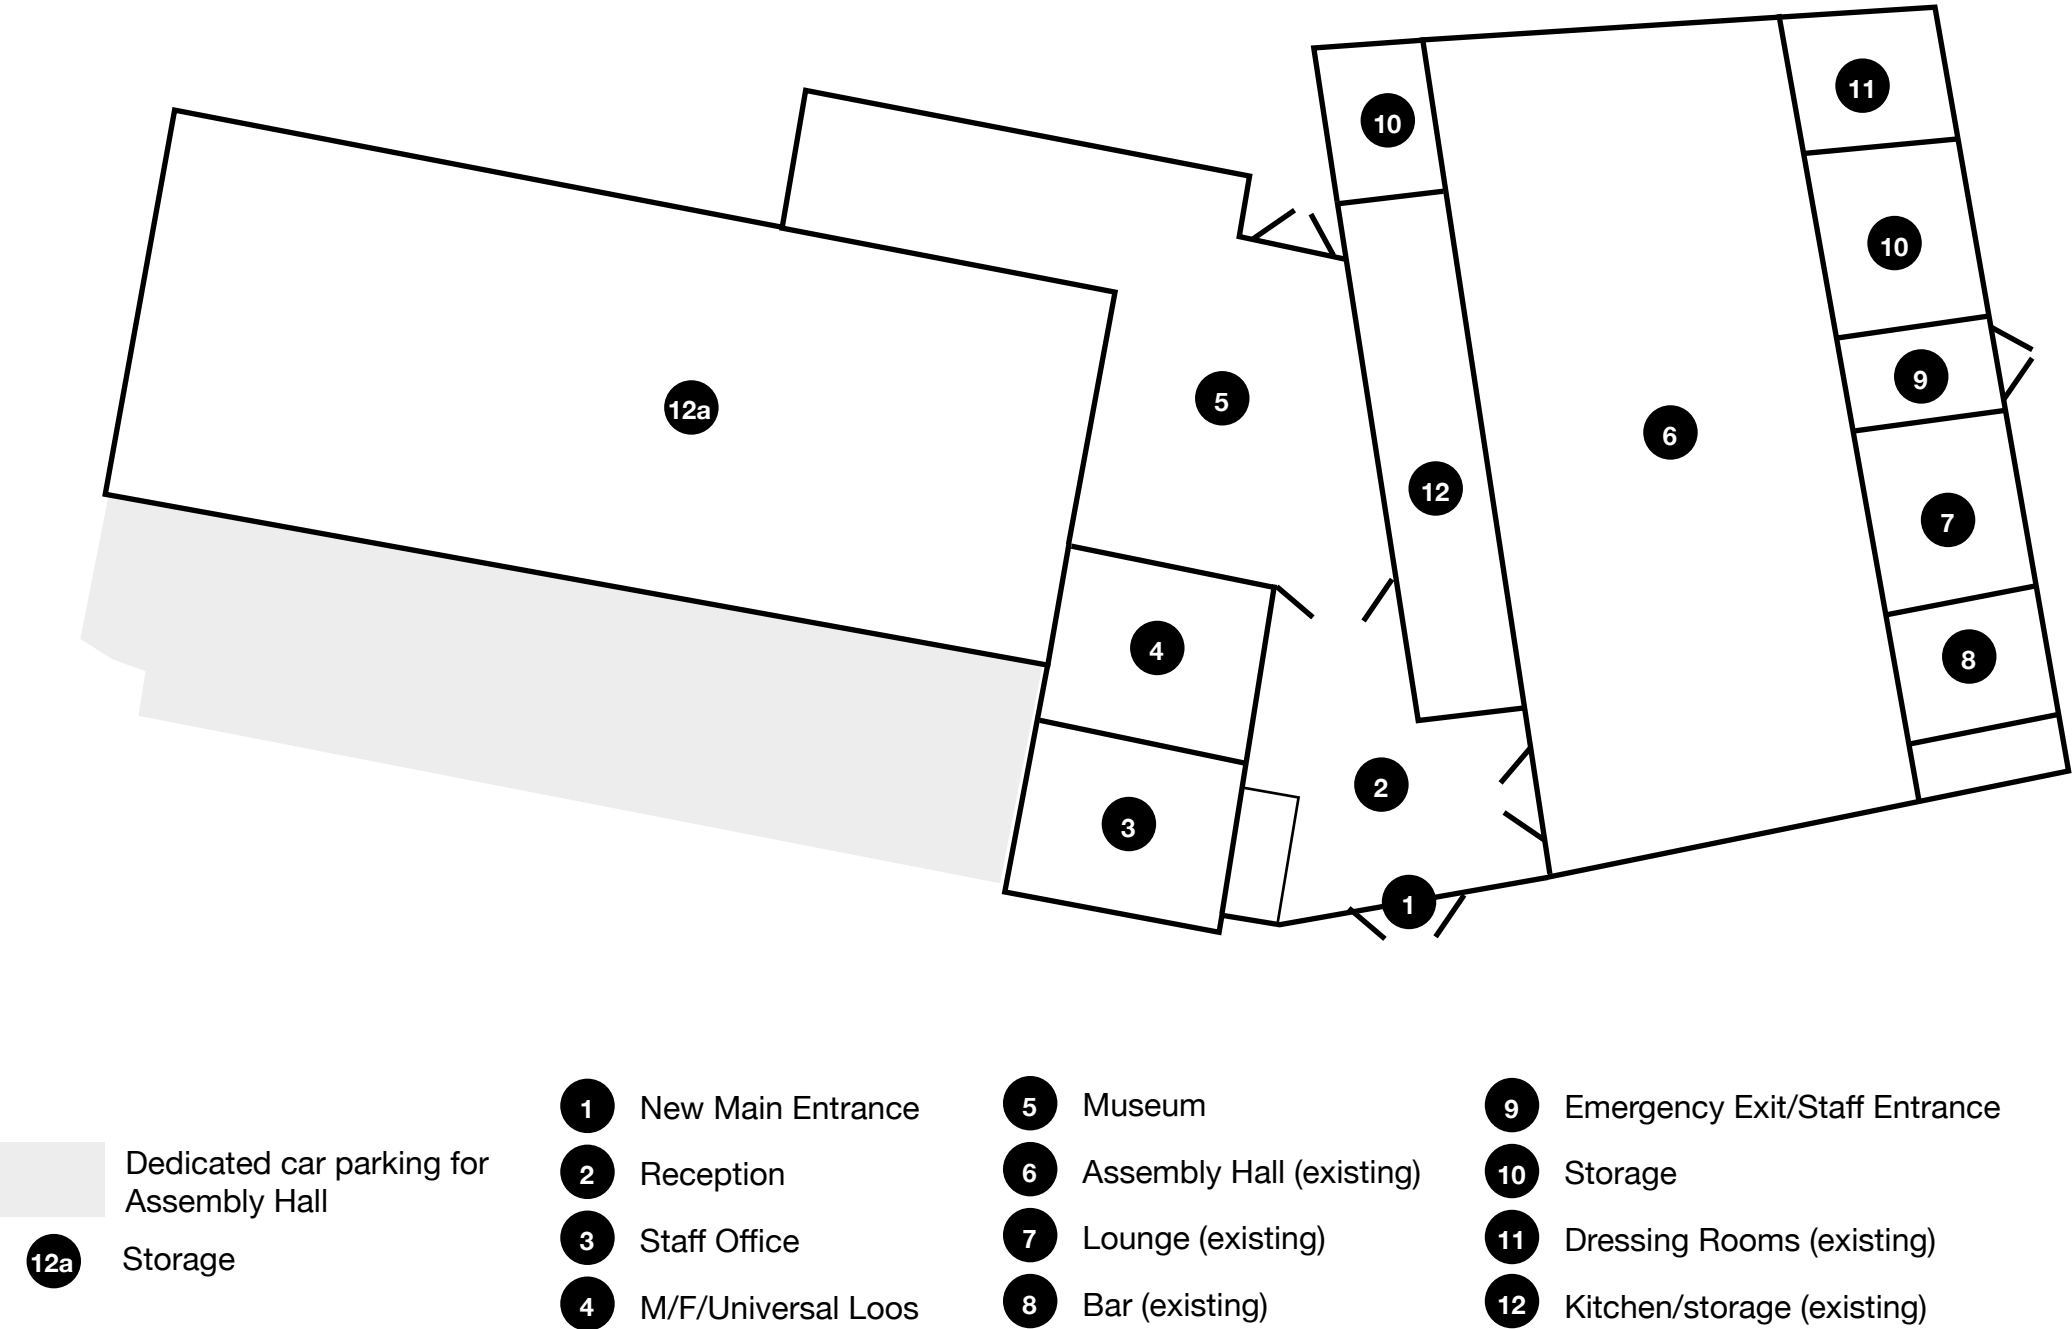 11
10
10
9
12a
5
6
12
7
4
8
2
3
1
Dedicated car parking for
Assembly Hall
12a Storage
1 New Main Entrance
2 Reception
3 Staff Office
4 M/F/Universal Loos
5 Museum
6 Assembly Hall (existing)
7 Lounge (existing)
8 Bar (existing)
9 Emergency Exit/Staff Entrance
10 Storage
11 Dressing Rooms (existing)
12 Kitchen/storage (existing)